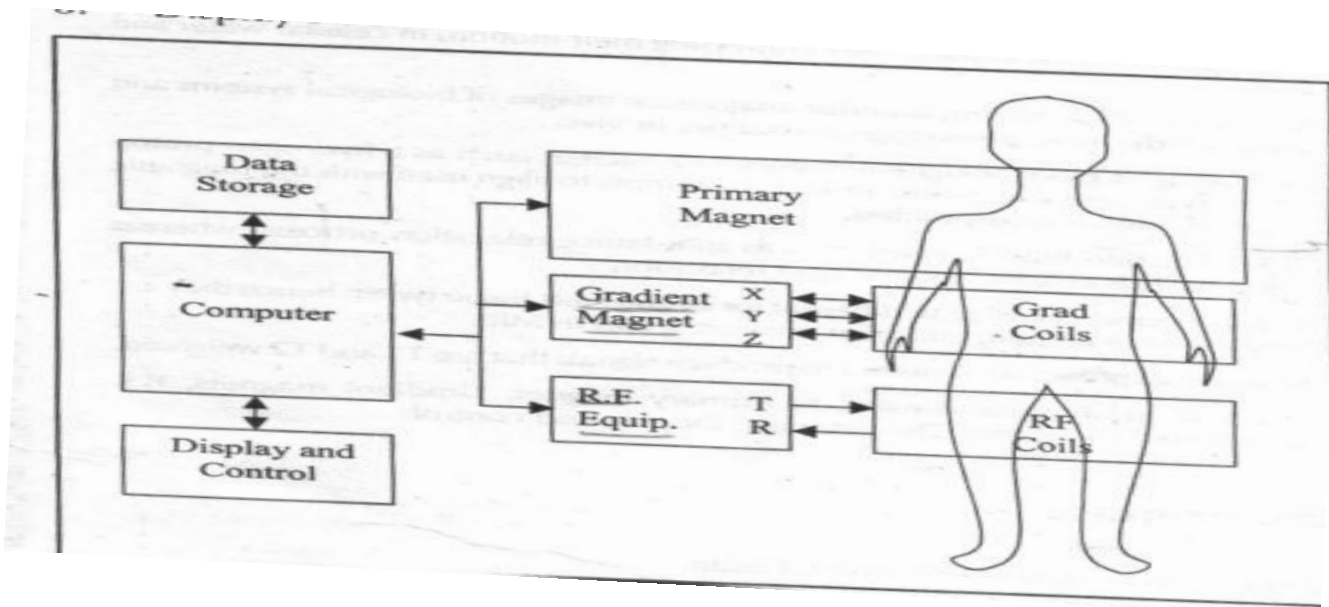 Data
Storage
Computer
Display and
Control
Primary
Magnet
Gradient
Magnet
X
Y
Z
R.F.
Equip.
T
R
Grad
Coils
RF
Coils